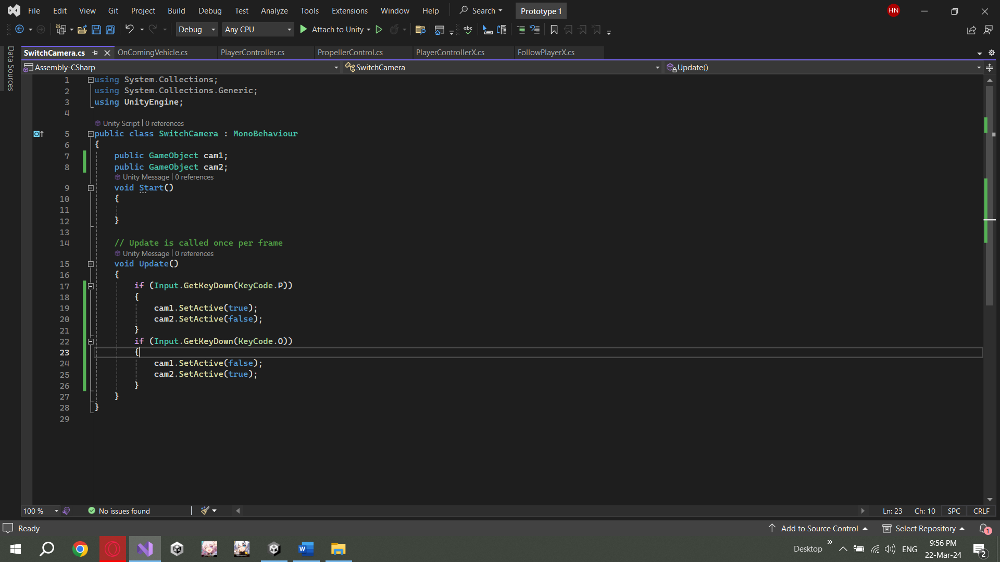 File Edit View Git Project Build Debug Test Analyze Tools Extensions Window Help Search Prototype 1 HN
Debug Any CPU Attach to Unity abc
Data Sources
SwitchCamera.cs OnComingVehicle.cs PlayerController.cs PropellerControl.cs PlayerControllerX.cs FollowPlayerX.cs
Assembly-CSharp SwitchCamera Update()
1 using System.Collections;
2 using System.Collections.Generic;
3 using UnityEngine;
4
Unity Script | 0 references
5 public class SwitchCamera : MonoBehaviour
6 {
7 public GameObject cam1;
8 public GameObject cam2;
Unity Message | 0 references
9 void Start()
10 {
11
12 }
13
14 // Update is called once per frame
Unity Message | 0 references
15 void Update()
16 {
17 if (Input.GetKeyDown(KeyCode.P))
18 {
19 cam1.SetActive(true);
20 cam2.SetActive(false);
21 }
22 if (Input.GetKeyDown(KeyCode.O))
23 {
24 cam1.SetActive(false);
25 cam2.SetActive(true);
26 }
27 }
28 }
29
100 % No issues found Ln: 23 Ch: 10 SPC CRLF
Ready Add to Source Control Select Repository 1
Desktop ENG 9:56 PM
22-Mar-24 2